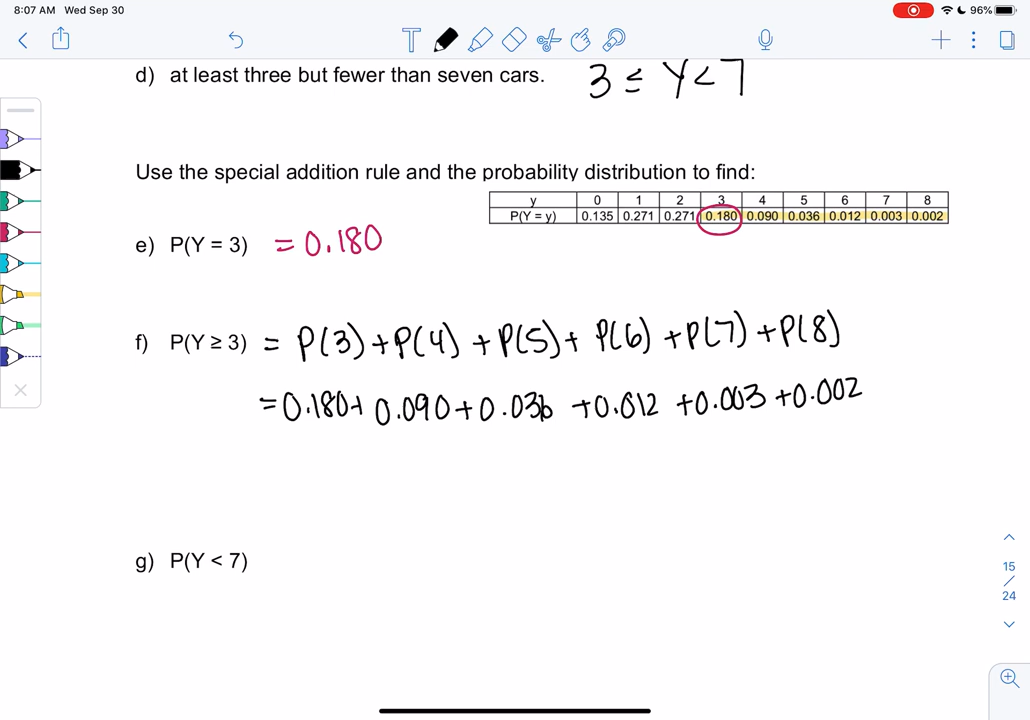 8:07 AM Wed Sep 30 96%
d) at least three but fewer than seven cars. 3 ≤ Y < 7
Use the special addition rule and the probability distribution to find:
y 0 1 2 3 4 5 6 7 8
P(Y = y) 0.135 0.271 0.271 0.180 0.090 0.036 0.012 0.003 0.002
e) P(Y = 3) = 0.180
f) P(Y ≥ 3) = P(3) + P(4) + P(5) + P(6) + P(7) + P(8)
= 0.180 + 0.090 + 0.036 + 0.012 + 0.003 + 0.002
g) P(Y < 7)
15
/
24